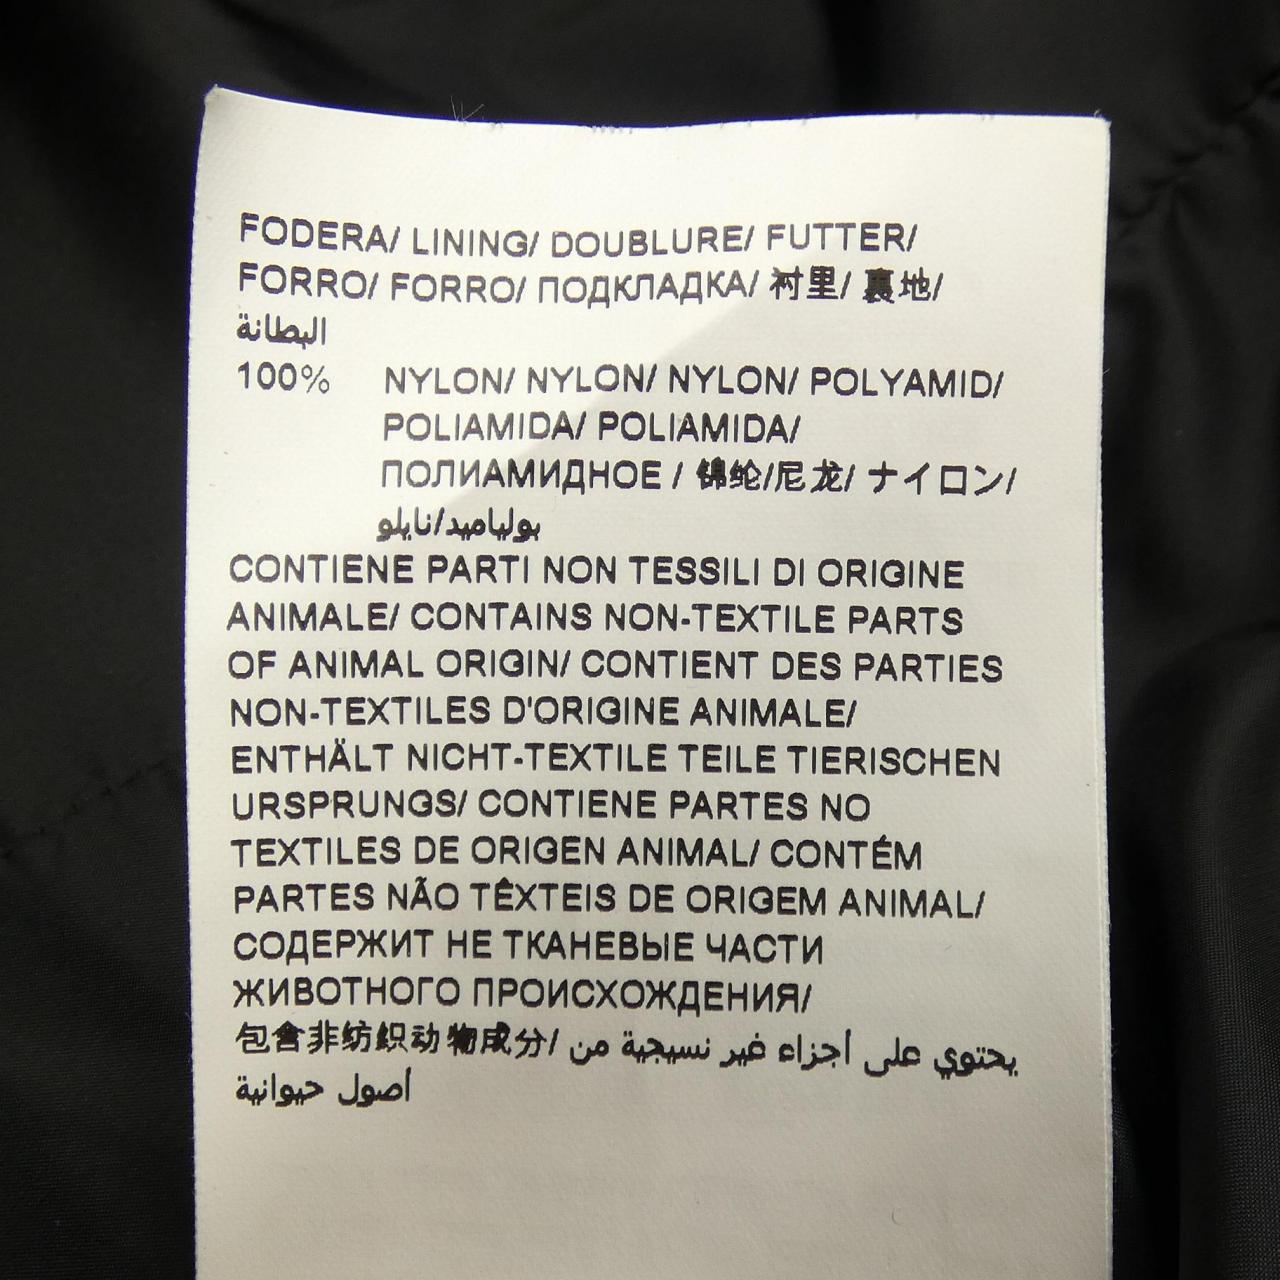 FODERA/ LINING/ DOUBLURE/ FUTTER/
FORRO/ FORRO/ ПОДКЛАДКА/ 衬里/ 裏地/
البطانة
100% NYLON/ NYLON/ NYLON/ POLYAMID/
POLIAMIDA/ POLIAMIDA/
ПОЛИАМИДНОЕ / 锦纶/尼龙/ ナイロン/
بولياميد/نايلو
CONTIENE PARTI NON TESSILI DI ORIGINE
ANIMALE/ CONTAINS NON-TEXTILE PARTS
OF ANIMAL ORIGIN/ CONTIENT DES PARTIES
NON-TEXTILES D'ORIGINE ANIMALE/
ENTHÄLT NICHT-TEXTILE TEILE TIERISCHEN
URSPRUNGS/ CONTIENE PARTES NO
TEXTILES DE ORIGEN ANIMAL/ CONTÉM
PARTES NÃO TÊXTEIS DE ORIGEM ANIMAL/
СОДЕРЖИТ НЕ ТКАНЕВЫЕ ЧАСТИ
ЖИВОТНОГО ПРОИСХОЖДЕНИЯ/
包含非纺织动物成分/ يحتوي على أجزاء غير نسيجية من
أصول حيوانية